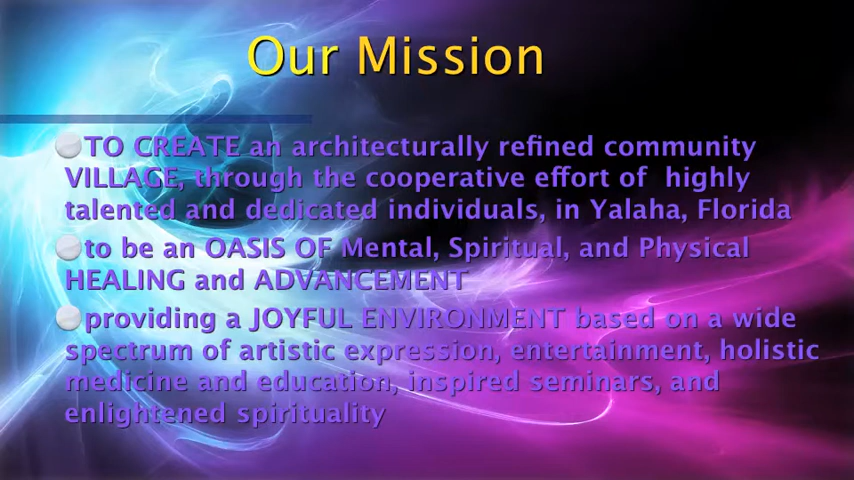 Our Mission
TO CREATE an architecturally refined community
VILLAGE, through the cooperative effort of highly
talented and dedicated individuals, in Yalaha, Florida
to be an OASIS OF Mental, Spiritual, and Physical
HEALING and ADVANCEMENT
providing a JOYFUL ENVIRONMENT based on a wide
spectrum of artistic expression, entertainment, holistic
medicine and education, inspired seminars, and
enlightened spirituality